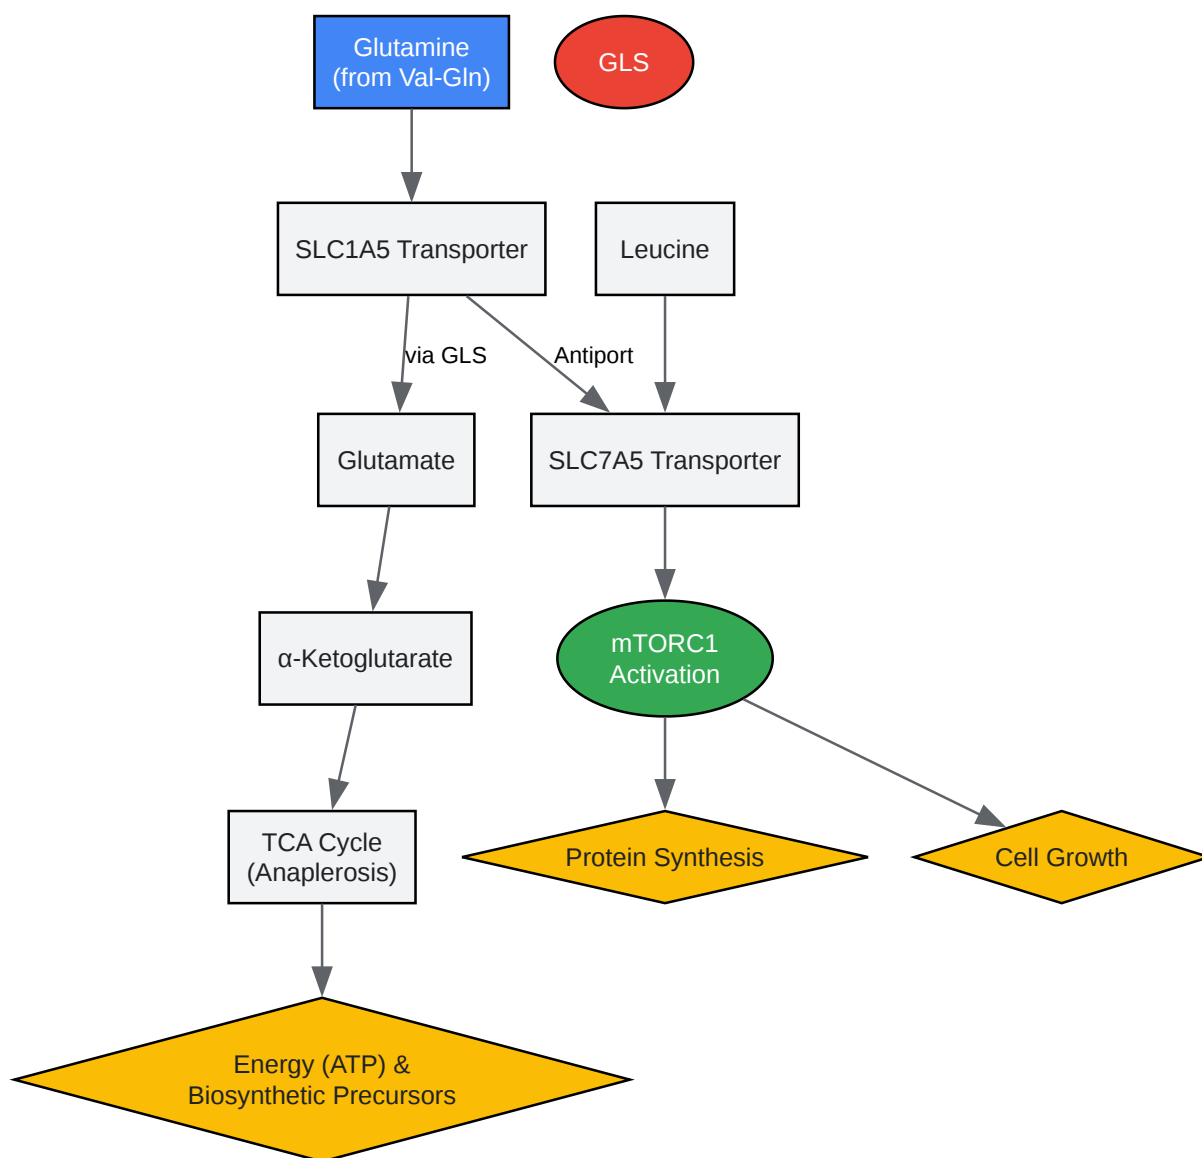 Glutamine
(from Val-Gln)
GLS
SLC1A5 Transporter
Leucine
via GLS
Antiport
Glutamate
SLC7A5 Transporter
α-Ketoglutarate
mTORC1
Activation
TCA Cycle
(Anaplerosis)
Protein Synthesis
Cell Growth
Energy (ATP) &
Biosynthetic Precursors